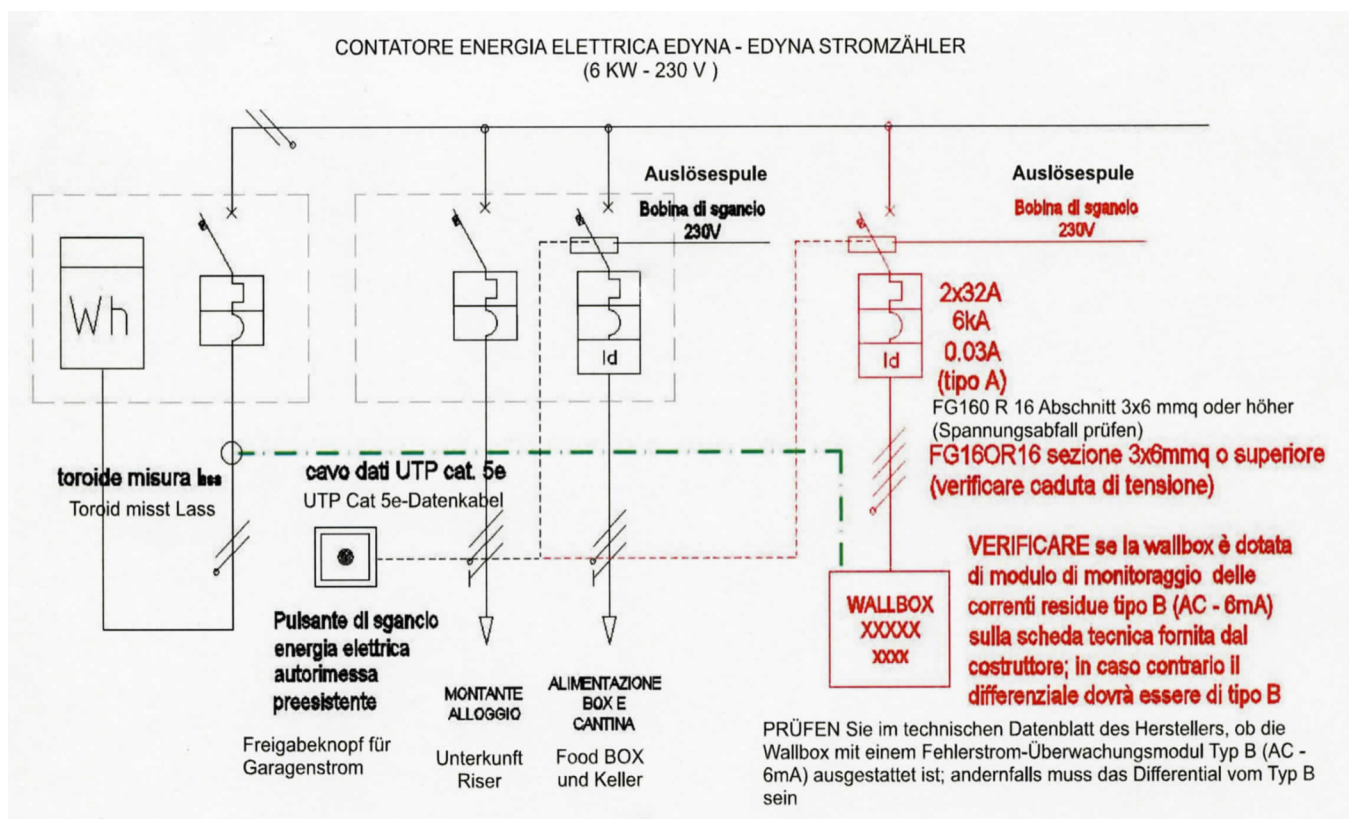 CONTATORE ENERGIA ELETTRICA EDYNA - EDYNA STROMZÄHLER
(6 KW - 230 V )
Auslösespule
Bobina di sgancio
230V
Auslösespule
Bobina di sgancio
230V
Wh
Id
Id
2x32A
6kA
0.03A
(tipo A)
FG160 R 16 Abschnitt 3x6 mmq oder höher
(Spannungsabfall prüfen)
FG16OR16 sezione 3x6mmq o superiore
(verificare caduta di tensione)
toroide misura
Toroid misst Lass
cavo dati UTP cat. 5e
UTP Cat 5e-Datenkabel
Pulsante di sgancio
energia elettrica
autorimessa
preesistente
Freigabeknopf für
Garagenstrom
MONTANTE
ALLOGGIO
Unterkunft
Riser
ALIMENTAZIONE
BOX E
CANTINA
Food BOX
und Keller
WALLBOX
XXXXX
xxxx
VERIFICARE se la wallbox è dotata
di modulo di monitoraggio delle
correnti residue tipo B (AC - 6mA)
sulla scheda tecnica fornita dal
costruttore; in caso contrario il
differenziale dovrà essere di tipo B
PRÜFEN Sie im technischen Datenblatt des Herstellers, ob die
Wallbox mit einem Fehlerstrom-Überwachungsmodul Typ B (AC -
6mA) ausgestattet ist; andernfalls muss das Differential vom Typ B
sein